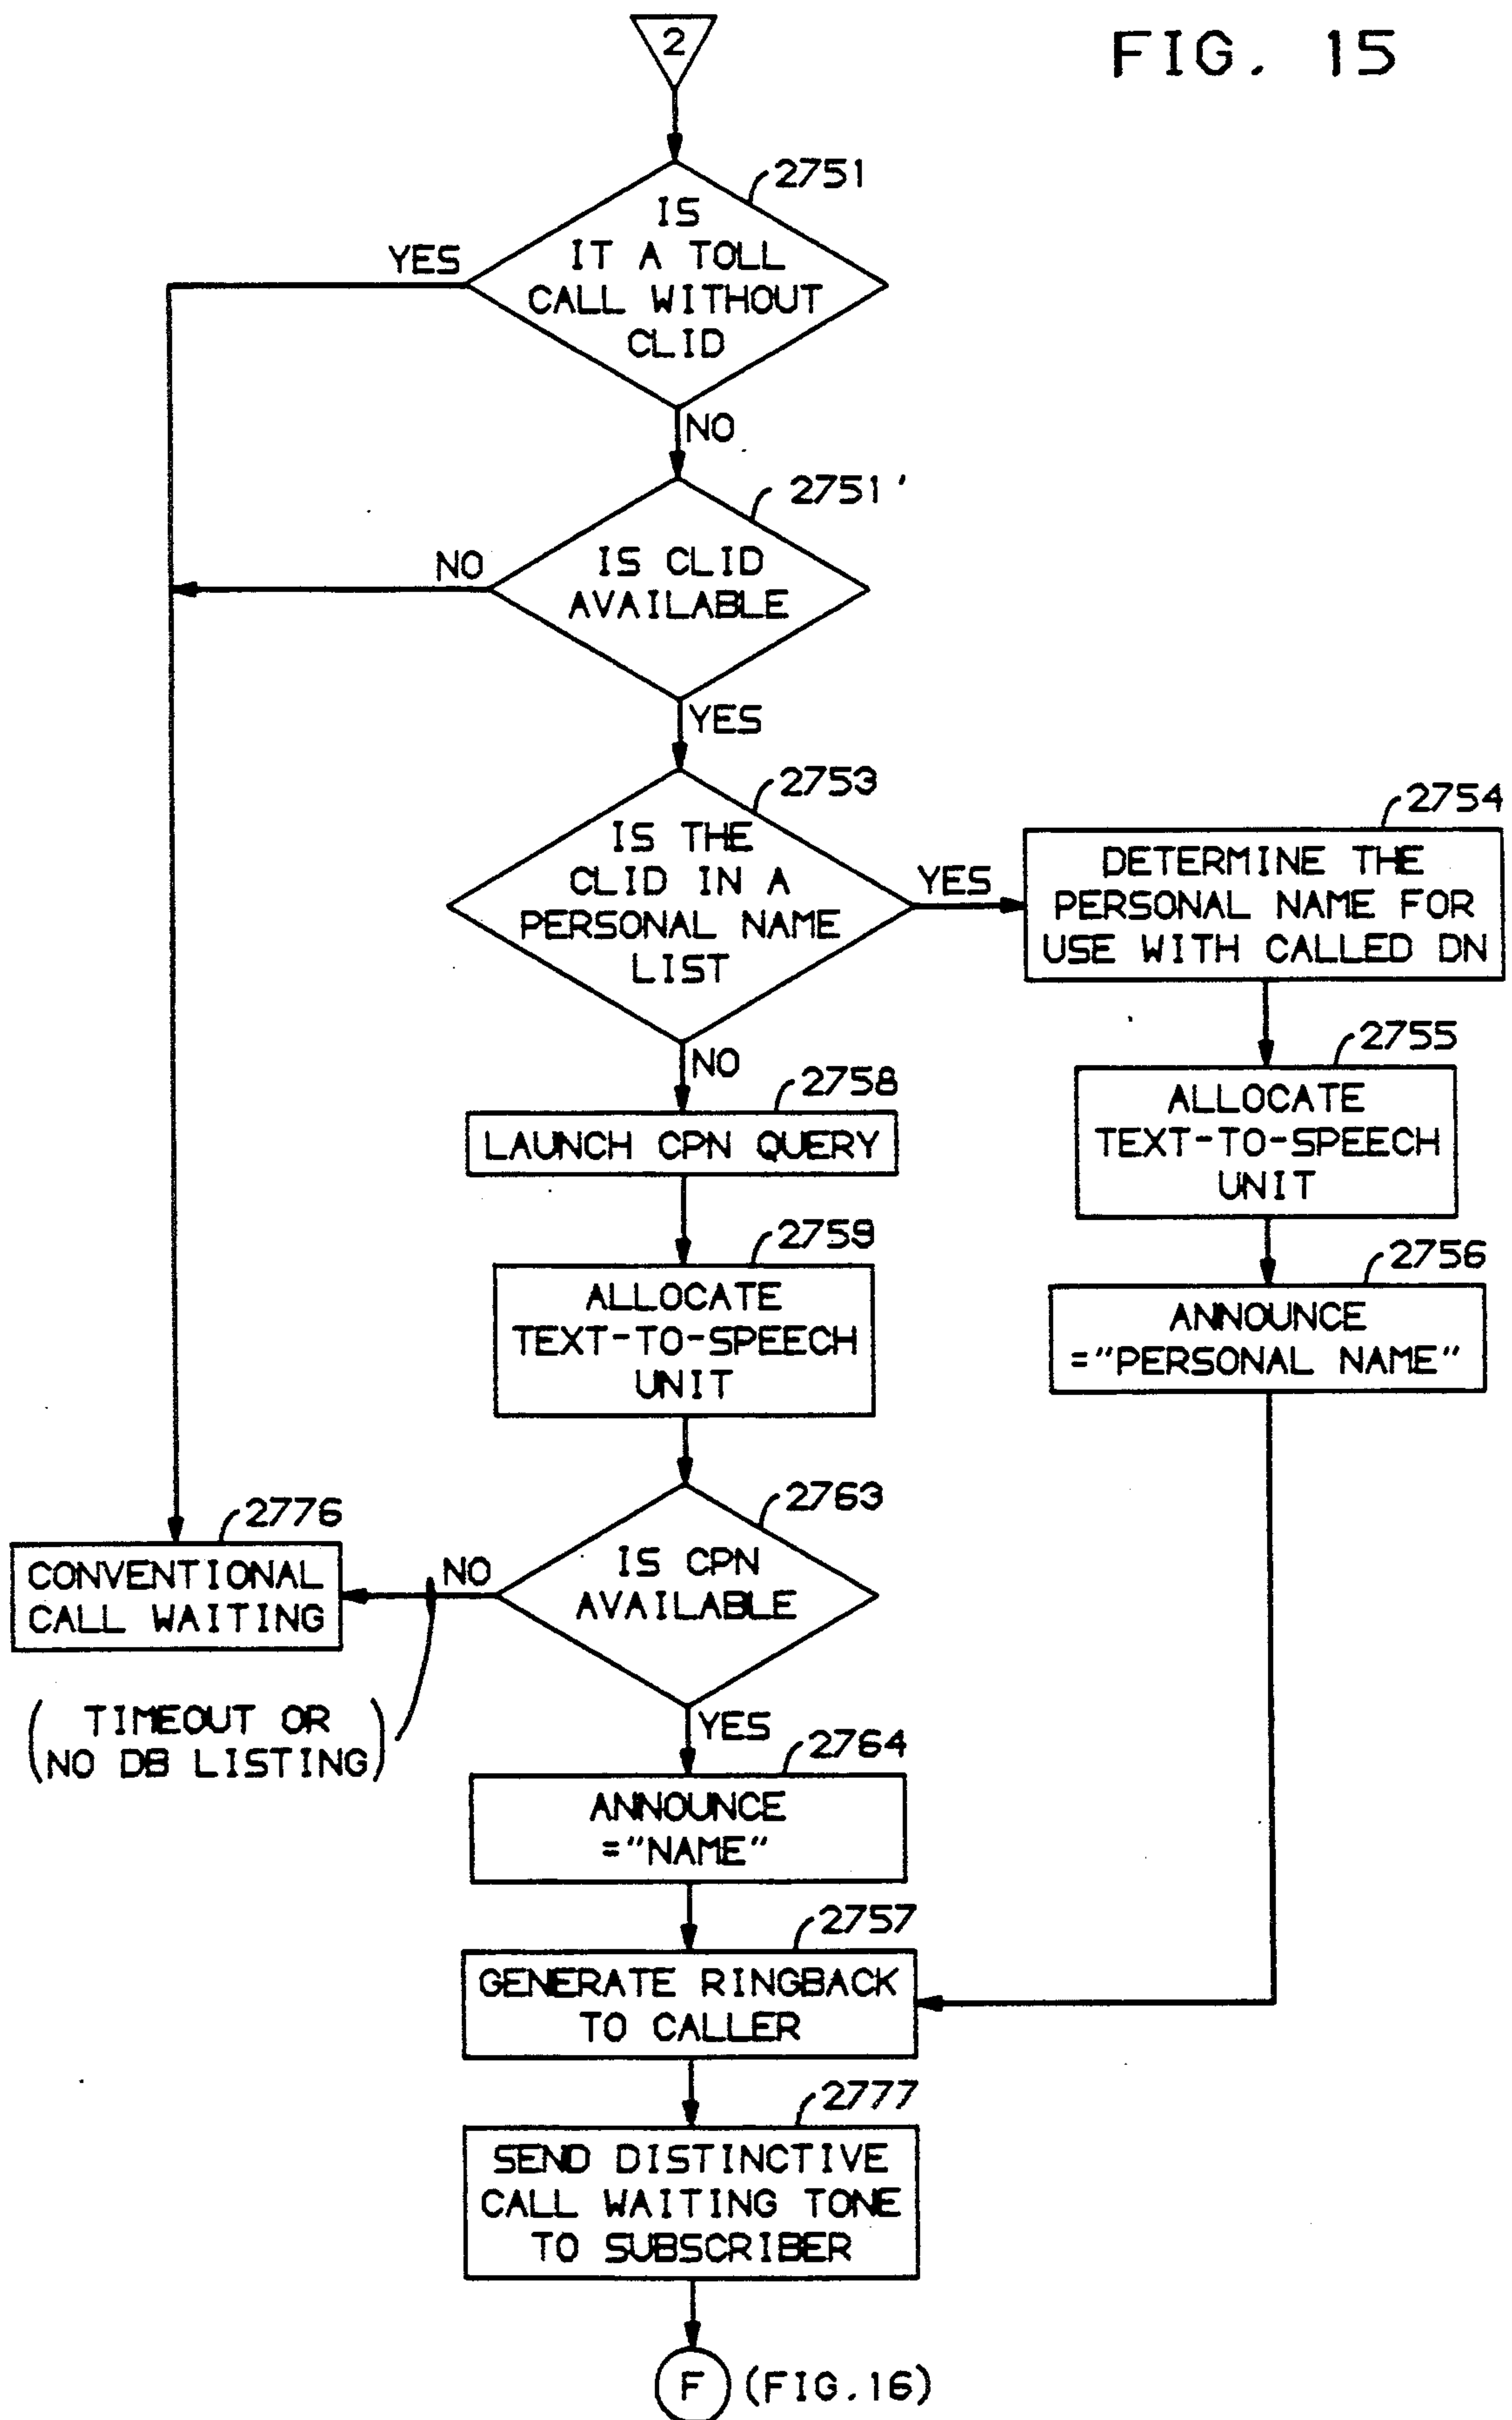 2
FIG. 15
2751
IS
IT A TOLL
CALL WITHOUT
CLID
YES
NO
2751'
IS CLID
AVAILABLE
NO
YES
2753
IS THE
CLID IN A
PERSONAL NAME
LIST
YES
NO
2754
DETERMINE THE
PERSONAL NAME FOR
USE WITH CALLED DN
2755
ALLOCATE
TEXT-TO-SPEECH
UNIT
2756
ANNOUNCE
="PERSONAL NAME"
2758
LAUNCH CPN QUERY
2759
ALLOCATE
TEXT-TO-SPEECH
UNIT
2763
IS CPN
AVAILABLE
NO
YES
2776
CONVENTIONAL
CALL WAITING
(TIMEOUT OR
NO DB LISTING)
2764
ANNOUNCE
="NAME"
2757
GENERATE RINGBACK
TO CALLER
2777
SEND DISTINCTIVE
CALL WAITING TONE
TO SUBSCRIBER
F (FIG.16)